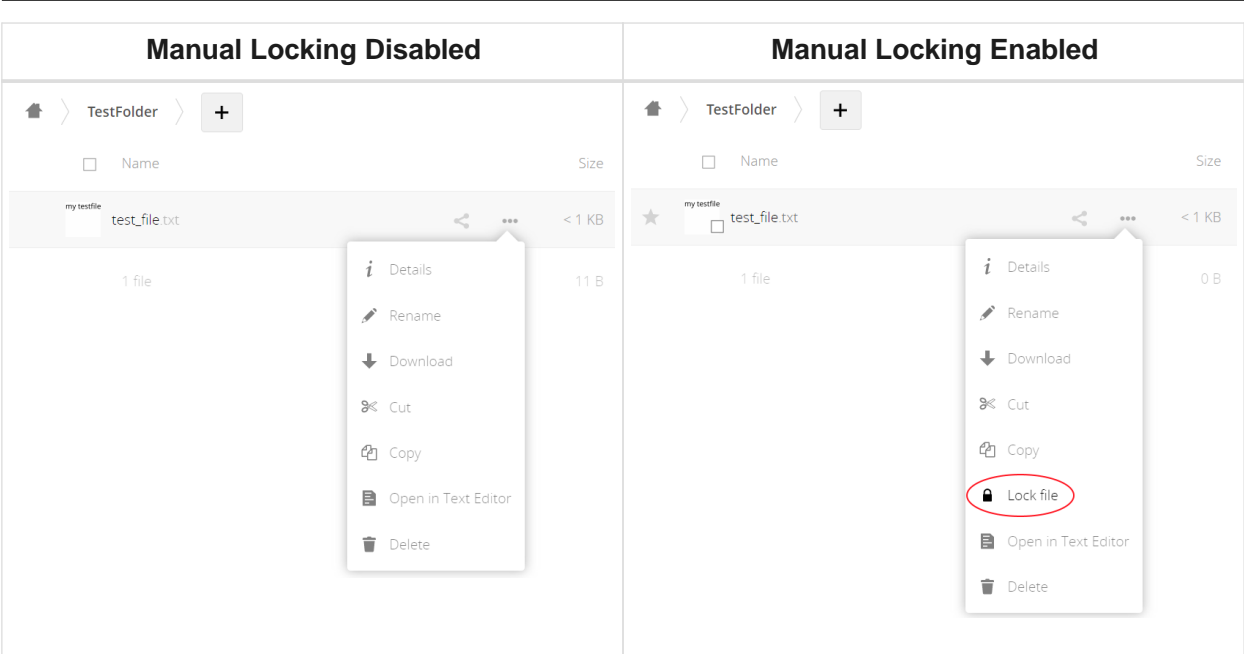 Manual Locking Disabled
Manual Locking Enabled
TestFolder
+
Name
Size
my testfile
test_file.txt
< 1 KB
Details
1 file
11 B
Rename
Download
Cut
Copy
Open in Text Editor
Delete
TestFolder
+
Name
Size
my testfile
test_file.txt
< 1 KB
Details
1 file
0 B
Rename
Download
Cut
Copy
Lock file
Open in Text Editor
Delete